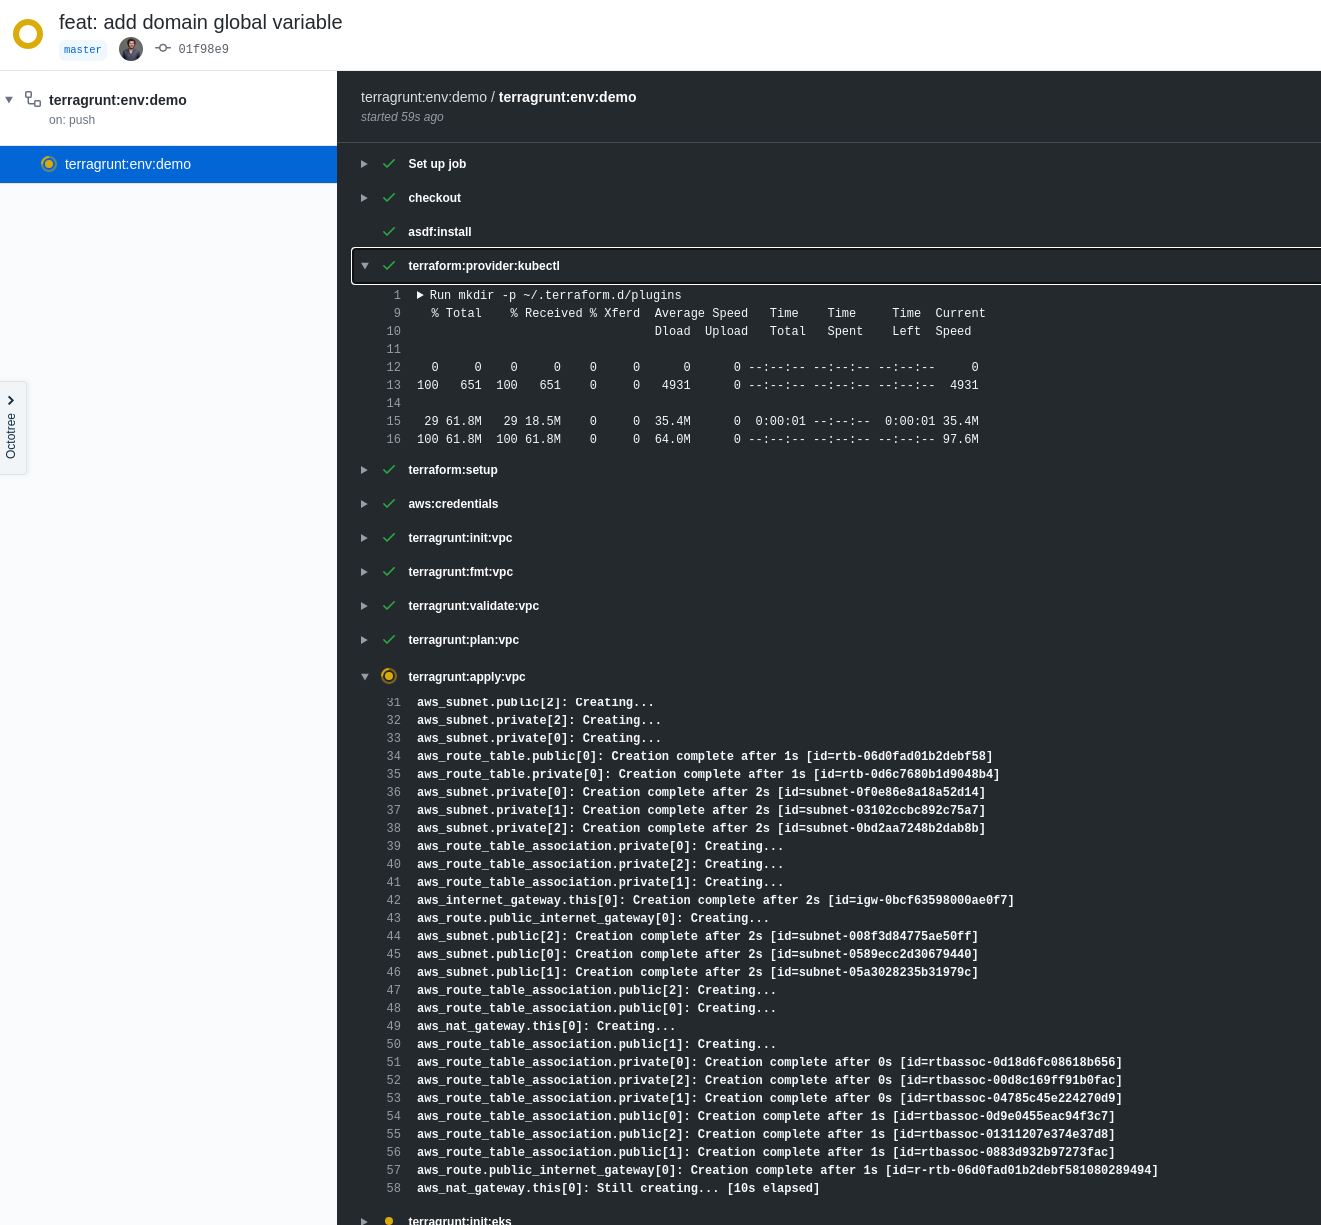 feat: add domain global variable
master 01f98e9
terragrunt:env:demo
on: push
terragrunt:env:demo
Octotree
terragrunt:env:demo / terragrunt:env:demo
started 59s ago
Set up job
checkout
asdf:install
terraform:provider:kubectl
1 Run mkdir -p ~/.terraform.d/plugins
9   % Total    % Received % Xferd  Average Speed   Time    Time     Time  Current
10                                  Dload  Upload   Total   Spent    Left  Speed
11
12   0     0    0     0    0     0      0      0 --:--:-- --:--:-- --:--:--     0
13 100   651  100   651    0     0   4931      0 --:--:-- --:--:-- --:--:--  4931
14
15  29 61.8M   29 18.5M    0     0  35.4M      0  0:00:01 --:--:--  0:00:01 35.4M
16 100 61.8M  100 61.8M    0     0  64.0M      0 --:--:-- --:--:-- --:--:-- 97.6M
terraform:setup
aws:credentials
terragrunt:init:vpc
terragrunt:fmt:vpc
terragrunt:validate:vpc
terragrunt:plan:vpc
terragrunt:apply:vpc
31 aws_subnet.public[2]: Creating...
32 aws_subnet.private[2]: Creating...
33 aws_subnet.private[0]: Creating...
34 aws_route_table.public[0]: Creation complete after 1s [id=rtb-06d0fad01b2debf58]
35 aws_route_table.private[0]: Creation complete after 1s [id=rtb-0d6c7680b1d9048b4]
36 aws_subnet.private[0]: Creation complete after 2s [id=subnet-0f0e86e8a18a52d14]
37 aws_subnet.private[1]: Creation complete after 2s [id=subnet-03102ccbc892c75a7]
38 aws_subnet.private[2]: Creation complete after 2s [id=subnet-0bd2aa7248b2dab8b]
39 aws_route_table_association.private[0]: Creating...
40 aws_route_table_association.private[2]: Creating...
41 aws_route_table_association.private[1]: Creating...
42 aws_internet_gateway.this[0]: Creation complete after 2s [id=igw-0bcf63598000ae0f7]
43 aws_route.public_internet_gateway[0]: Creating...
44 aws_subnet.public[2]: Creation complete after 2s [id=subnet-008f3d84775ae50ff]
45 aws_subnet.public[0]: Creation complete after 2s [id=subnet-0589ecc2d30679440]
46 aws_subnet.public[1]: Creation complete after 2s [id=subnet-05a3028235b31979c]
47 aws_route_table_association.public[2]: Creating...
48 aws_route_table_association.public[0]: Creating...
49 aws_nat_gateway.this[0]: Creating...
50 aws_route_table_association.public[1]: Creating...
51 aws_route_table_association.private[0]: Creation complete after 0s [id=rtbassoc-0d18d6fc08618b656]
52 aws_route_table_association.private[2]: Creation complete after 0s [id=rtbassoc-00d8c169ff91b0fac]
53 aws_route_table_association.private[1]: Creation complete after 0s [id=rtbassoc-04785c45e224270d9]
54 aws_route_table_association.public[0]: Creation complete after 1s [id=rtbassoc-0d9e0455eac94f3c7]
55 aws_route_table_association.public[2]: Creation complete after 1s [id=rtbassoc-01311207e374e37d8]
56 aws_route_table_association.public[1]: Creation complete after 1s [id=rtbassoc-0883d932b97273fac]
57 aws_route.public_internet_gateway[0]: Creation complete after 1s [id=r-rtb-06d0fad01b2debf581080289494]
58 aws_nat_gateway.this[0]: Still creating... [10s elapsed]
terragrunt:init:eks